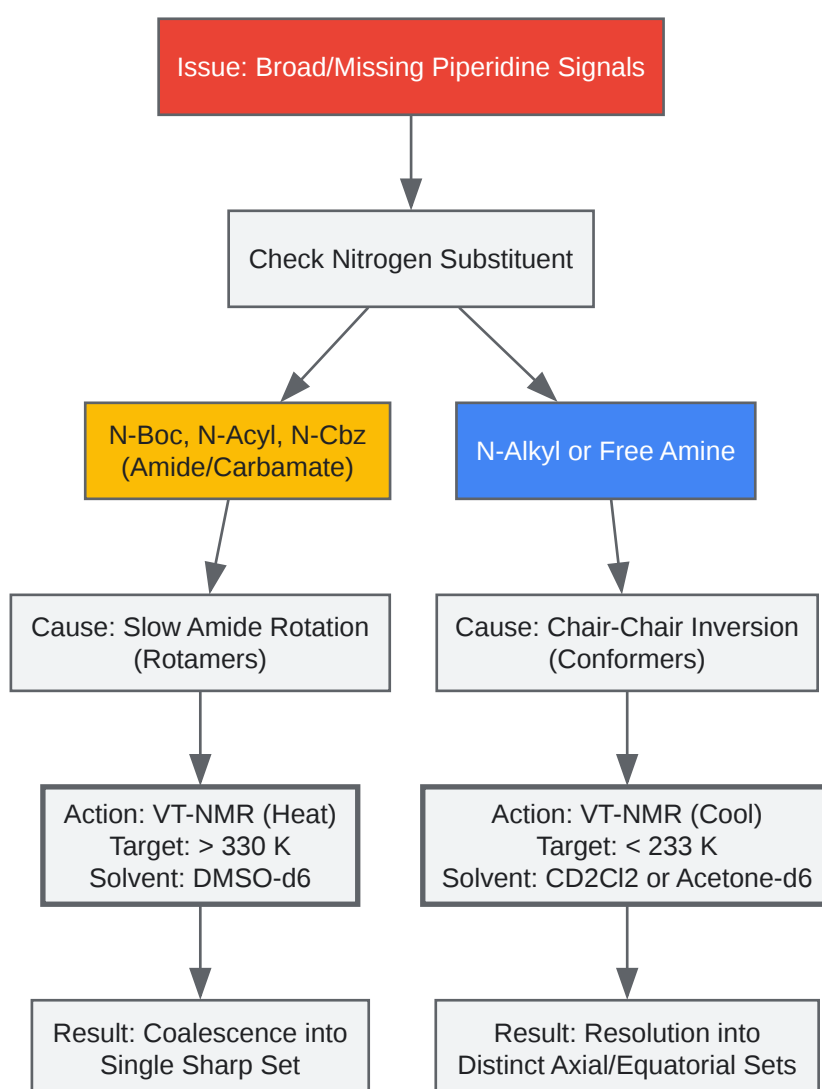 Issue: Broad/Missing Piperidine Signals
Check Nitrogen Substituent
N-Boc, N-Acyl, N-Cbz
(Amide/Carbamate)
N-Alkyl or Free Amine
Cause: Slow Amide Rotation
(Rotamers)
Cause: Chair-Chair Inversion
(Conformers)
Action: VT-NMR (Heat)
Target: > 330 K
Solvent: DMSO-d6
Action: VT-NMR (Cool)
Target: < 233 K
Solvent: CD2Cl2 or Acetone-d6
Result: Coalescence into
Single Sharp Set
Result: Resolution into
Distinct Axial/Equatorial Sets